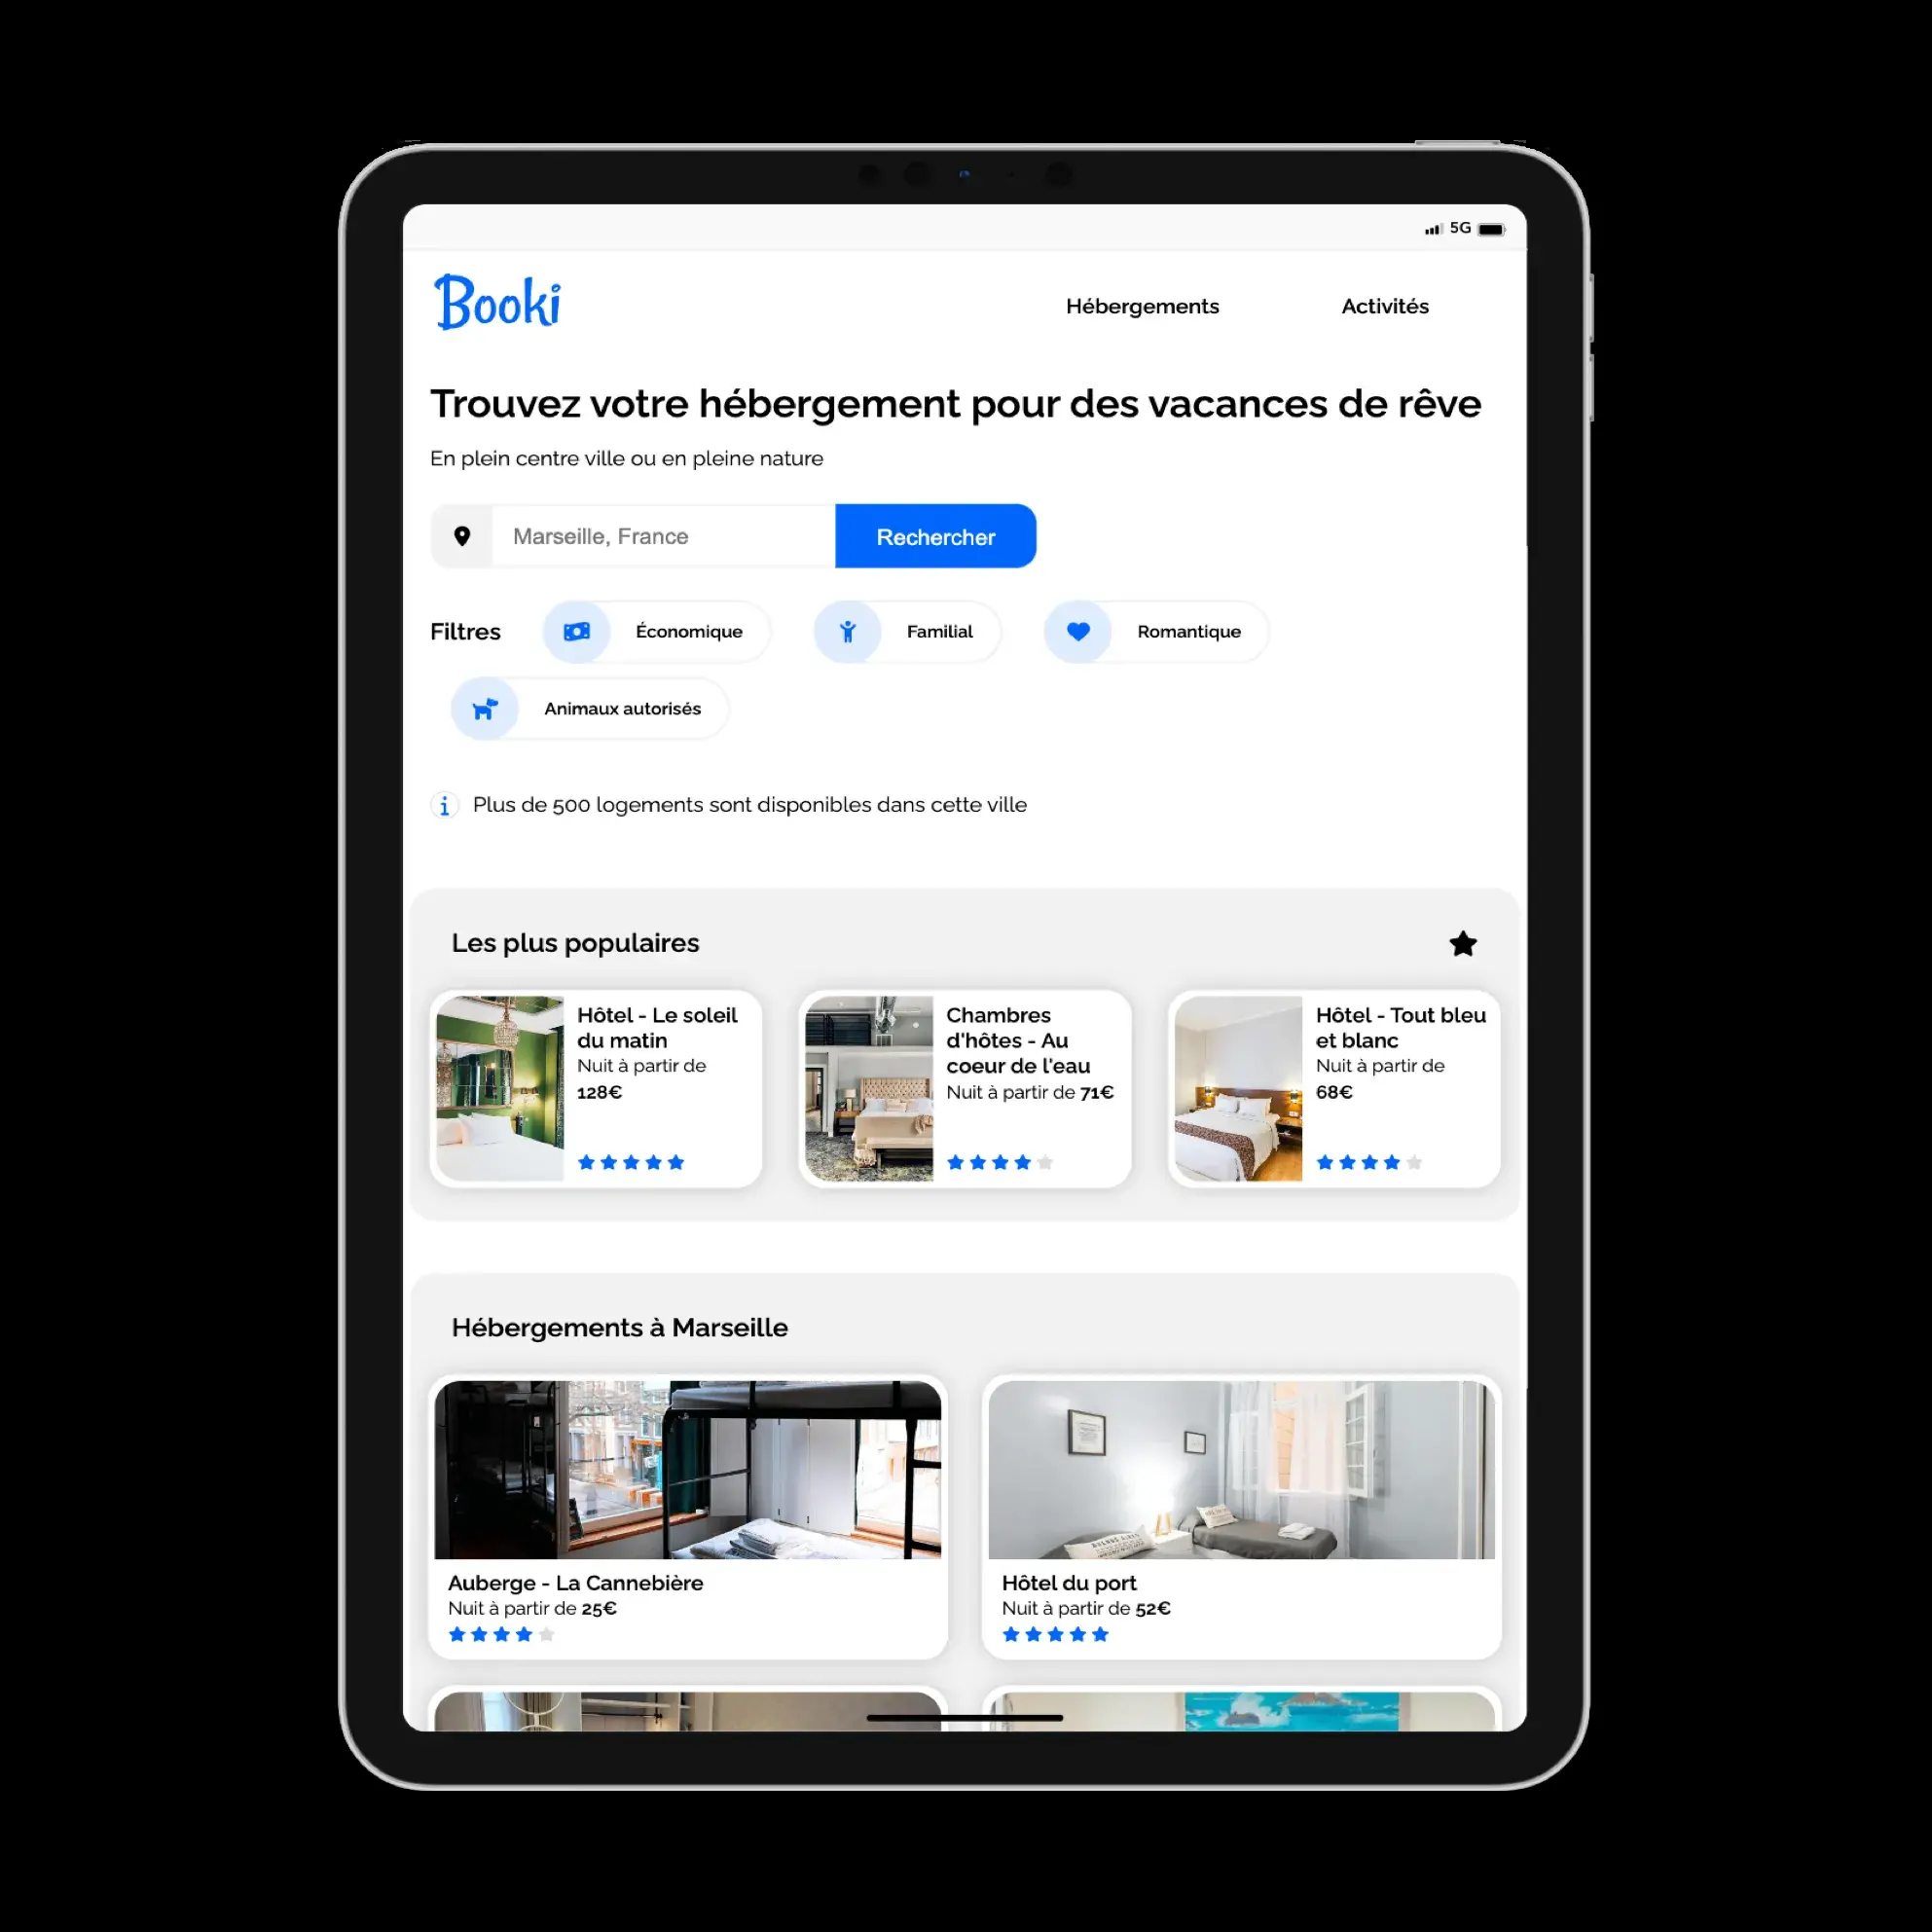 5G
Booki
Hébergements
Activités
Trouvez votre hébergement pour des vacances de rêve
En plein centre ville ou en pleine nature
Marseille, France
Rechercher
Filtres
Économique
Familial
Romantique
Animaux autorisés
i
Plus de 500 logements sont disponibles dans cette ville
Les plus populaires
Hôtel - Le soleil
du matin
Nuit à partir de
128€
Chambres
d'hôtes - Au
coeur de l'eau
Nuit à partir de 71€
Hôtel - Tout bleu
et blanc
Nuit à partir de
68€
Hébergements à Marseille
Auberge - La Cannebière
Nuit à partir de 25€
Hôtel du port
Nuit à partir de 52€